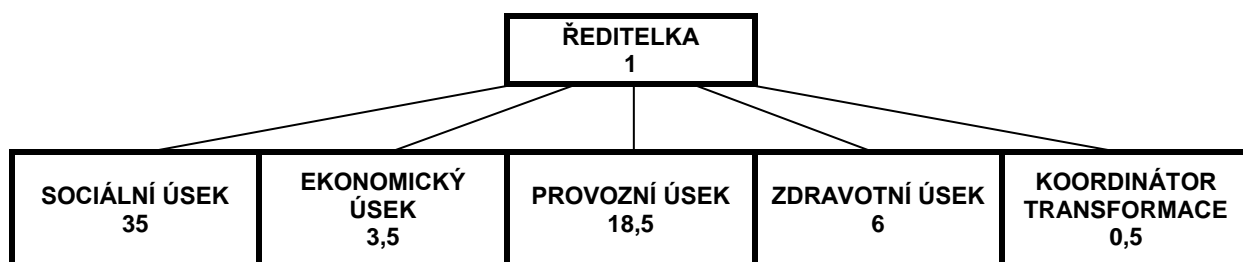 ŘEDITELKA
1
SOCIÁLNÍ ÚSEK
35
EKONOMICKÝ
ÚSEK
3,5
PROVOZNÍ ÚSEK
18,5
ZDRAVOTNÍ ÚSEK
6
KOORDINÁTOR
TRANSFORMACE
0,5